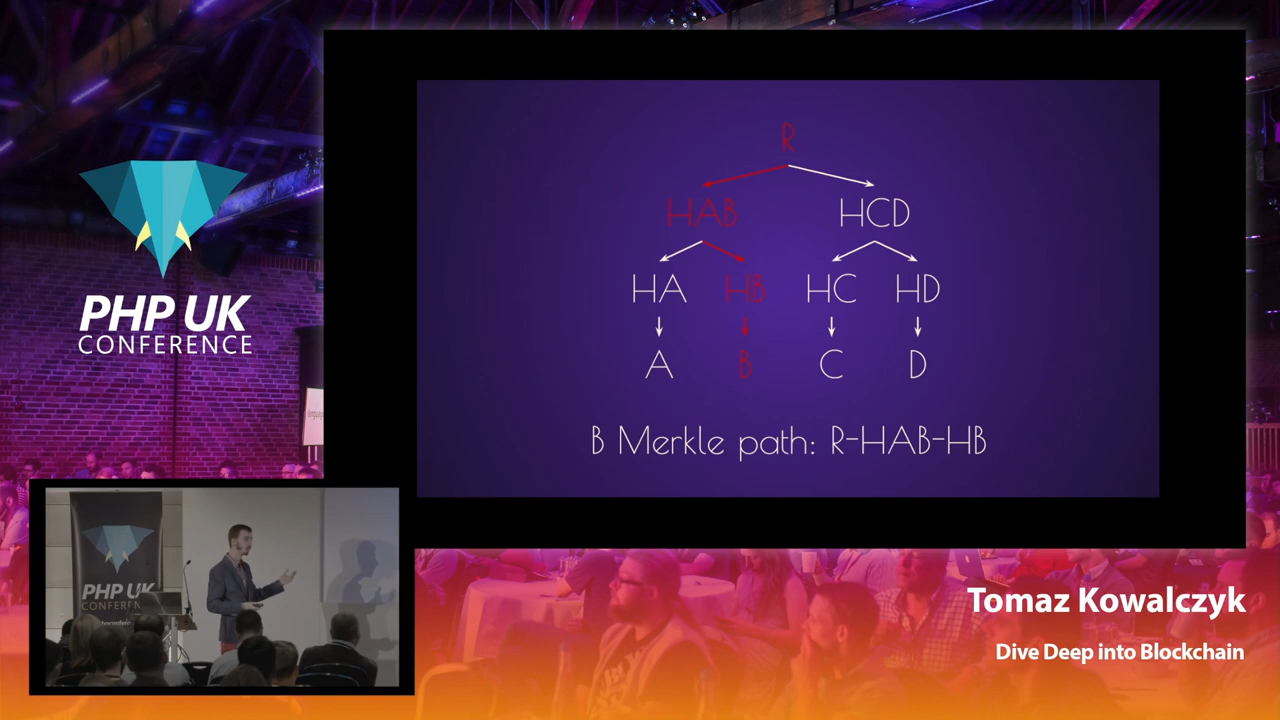 PHP UK
CONFERENCE
R
HAB HCD
HA HB HC HD
A B C D
B Merkle path: R-HAB-HB
PHP UK
CONFEREN
Tomaz Kowalczyk
Dive Deep into Blockchain